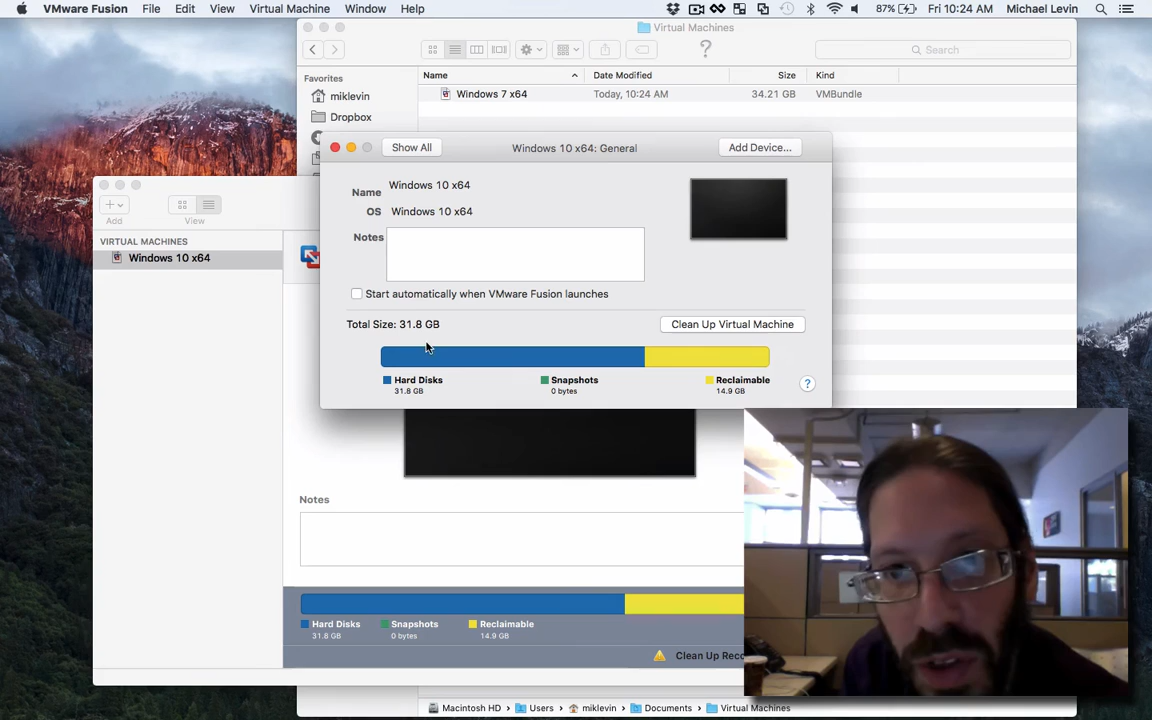 VMware Fusion File Edit View Virtual Machine Window Help 87% Fri 10:24 AM Michael Levin
Virtual Machines
Search
Favorites
miklevin
Dropbox
Name Date Modified Size Kind
Windows 7 x64 Today, 10:24 AM 34.21 GB VMBundle
Show All Windows 10 x64: General Add Device...
Name Windows 10 x64
OS Windows 10 x64
Notes
Start automatically when VMware Fusion launches
Total Size: 31.8 GB Clean Up Virtual Machine
Hard Disks Snapshots Reclaimable
31.8 GB 0 bytes 14.9 GB
?
Add View
VIRTUAL MACHINES
Windows 10 x64
Notes
Hard Disks Snapshots Reclaimable
31.8 GB 0 bytes 14.9 GB
Clean Up Reco
Macintosh HD Users miklevin Documents Virtual Machines